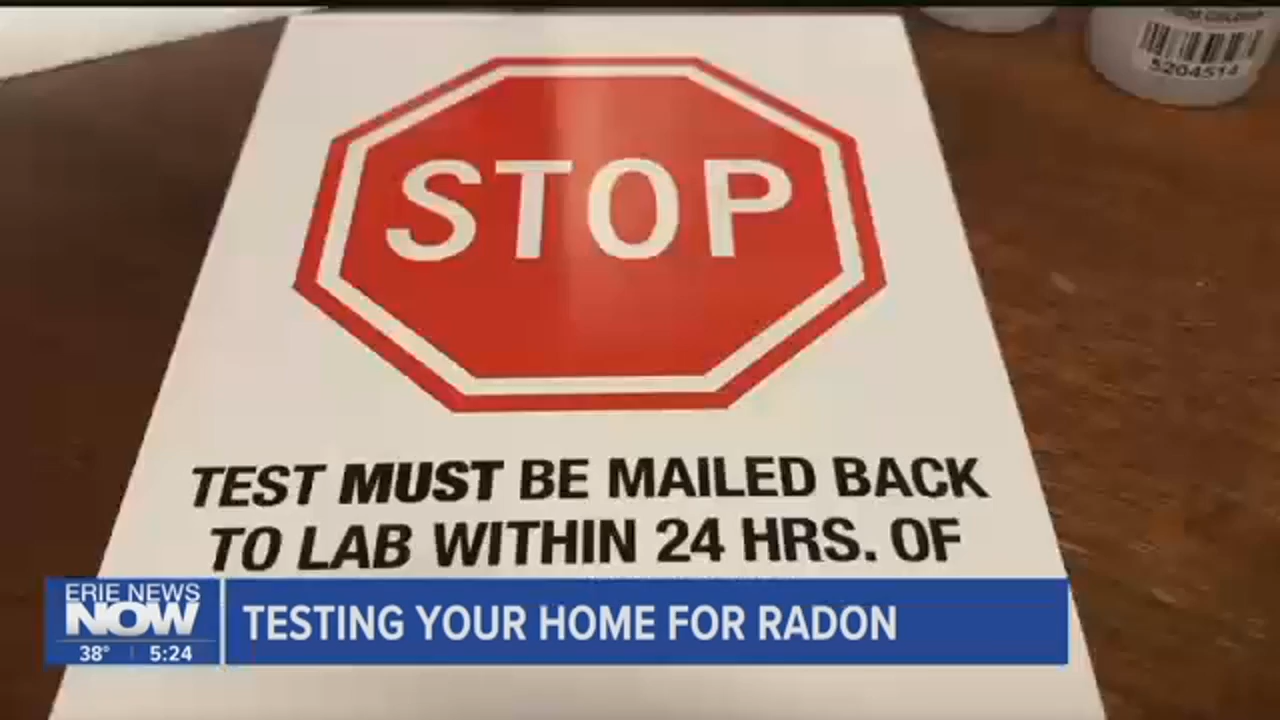 5204514
STOP
TEST MUST BE MAILED BACK
TO LAB WITHIN 24 HRS. OF
ERIE NEWS
NOW
38° 5:24
TESTING YOUR HOME FOR RADON